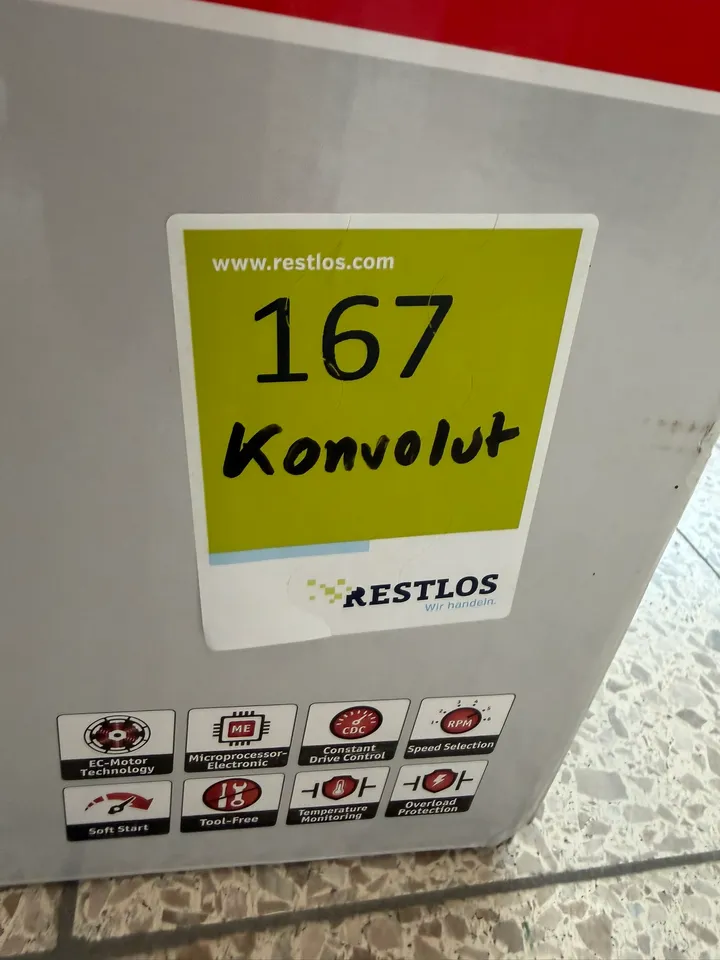 www.restlos.com
167
Konvolut
RESTLOS
Wir handeln.
EC-Motor
Technology
ME
Microprocessor-
Electronic
CDC
Constant
Drive Control
RPM
Speed Selection
Soft Start
Tool-Free
Temperature
Monitoring
Overload
Protection